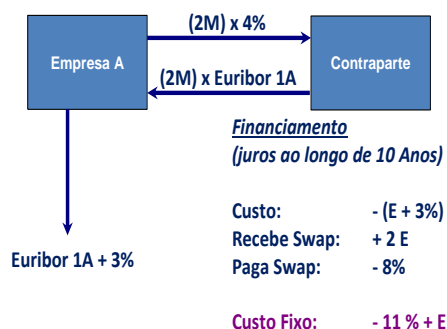 (2M) x 4%
Empresa A
Contraparte
(2M) x Euribor 1A
Financiamento
(juros ao longo de 10 Anos)
Custo: - (E + 3%)
Recebe Swap: + 2 E
Paga Swap: - 8%
Euribor 1A + 3%
Custo Fixo: - 11 % + E